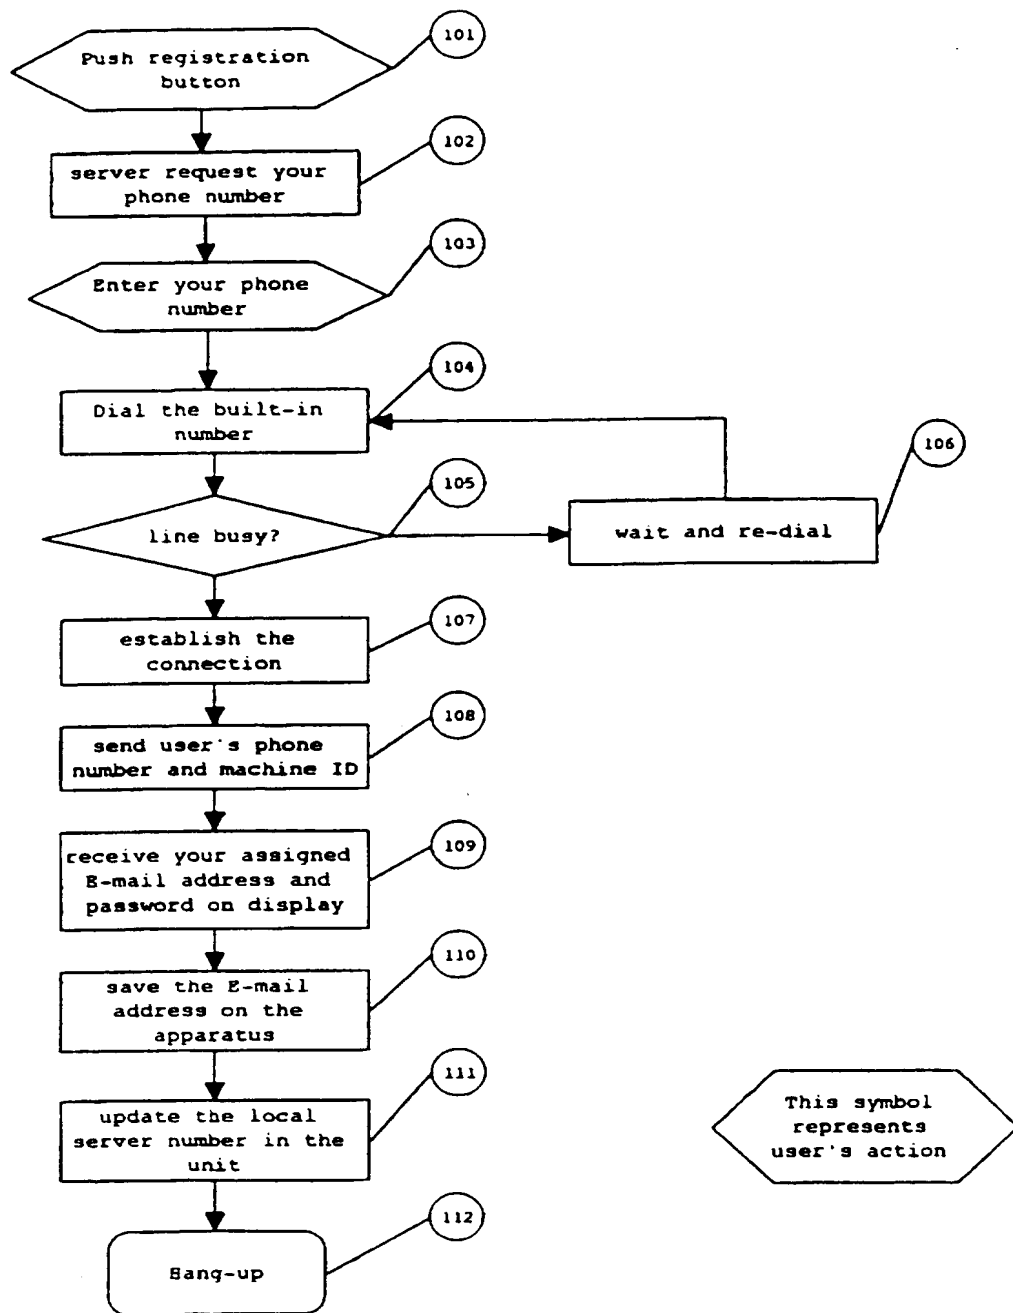 Push registration
button
101
server request your
phone number
102
Enter your phone
number
103
Dial the built-in
number
104
line busy?
105
wait and re-dial
106
establish the
connection
107
send user's phone
number and machine ID
108
receive your assigned
E-mail address and
password on display
109
save the E-mail
address on the
apparatus
110
update the local
server number in the
unit
111
Hang-up
112
This symbol
represents
user's action